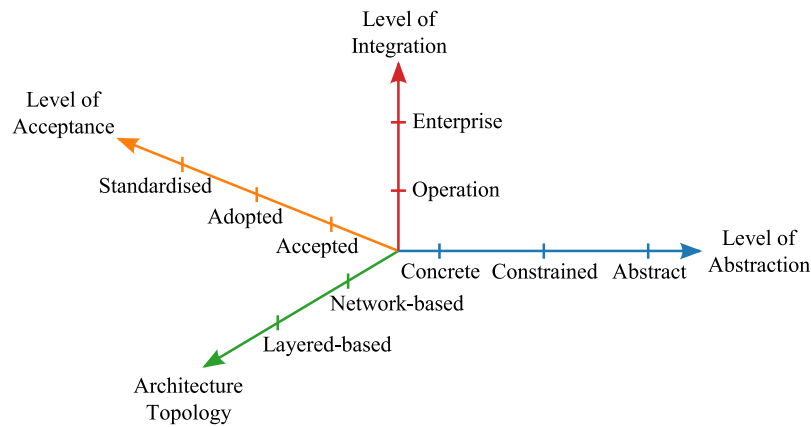 Level of
Integration
Level of
Acceptance
Enterprise
Standardised
Operation
Adopted
Accepted
Level of
Abstraction
Concrete
Constrained
Abstract
Network-based
Layered-based
Architecture
Topology